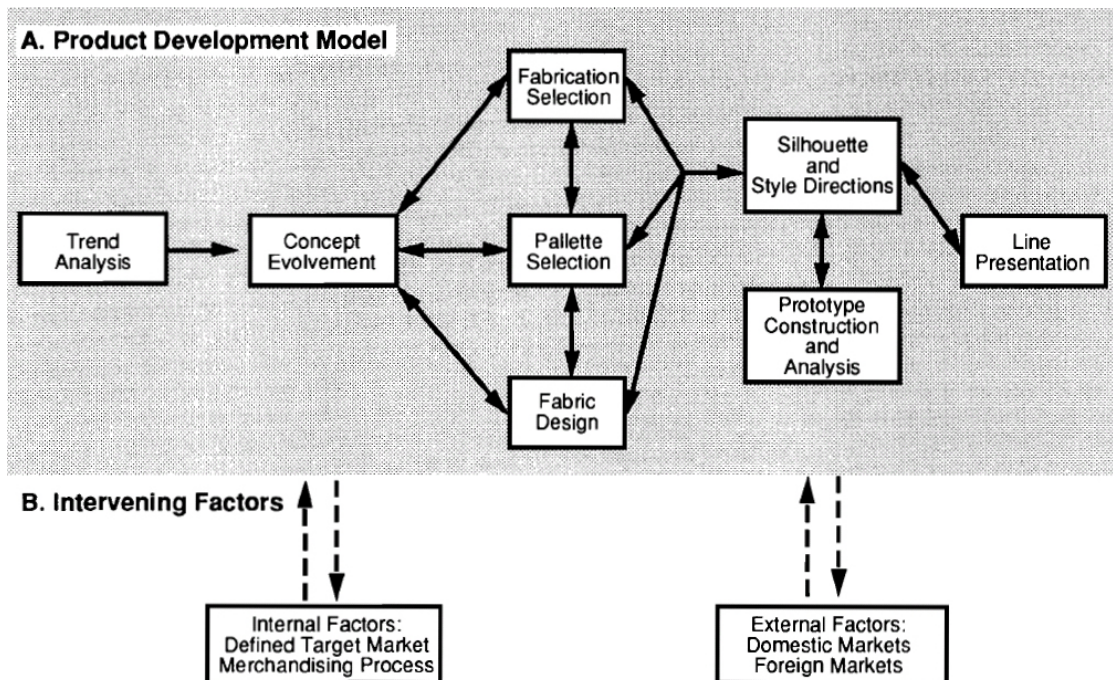 A. Product Development Model
Fabrication
Selection
Silhouette
and
Style Directions
Trend
Analysis
Concept
Evolvement
Pallette
Selection
Line
Presentation
Prototype
Construction
and
Analysis
Fabric
Design
B. Intervening Factors
Internal Factors:
Defined Target Market
Merchandising Process
External Factors:
Domestic Markets
Foreign Markets